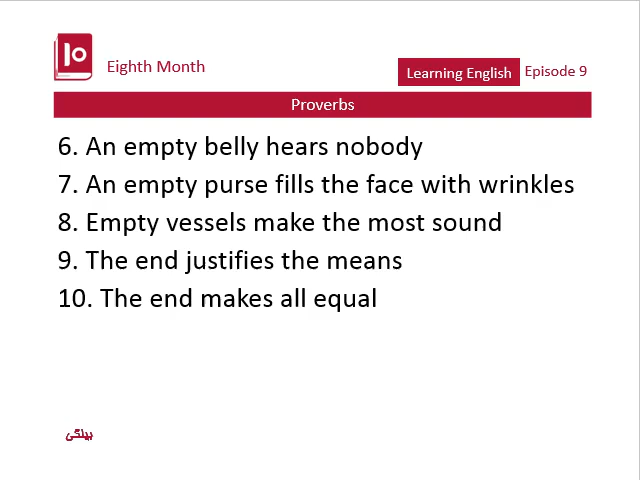 Eighth Month
Learning English Episode 9
Proverbs
6. An empty belly hears nobody
7. An empty purse fills the face with wrinkles
8. Empty vessels make the most sound
9. The end justifies the means
10. The end makes all equal